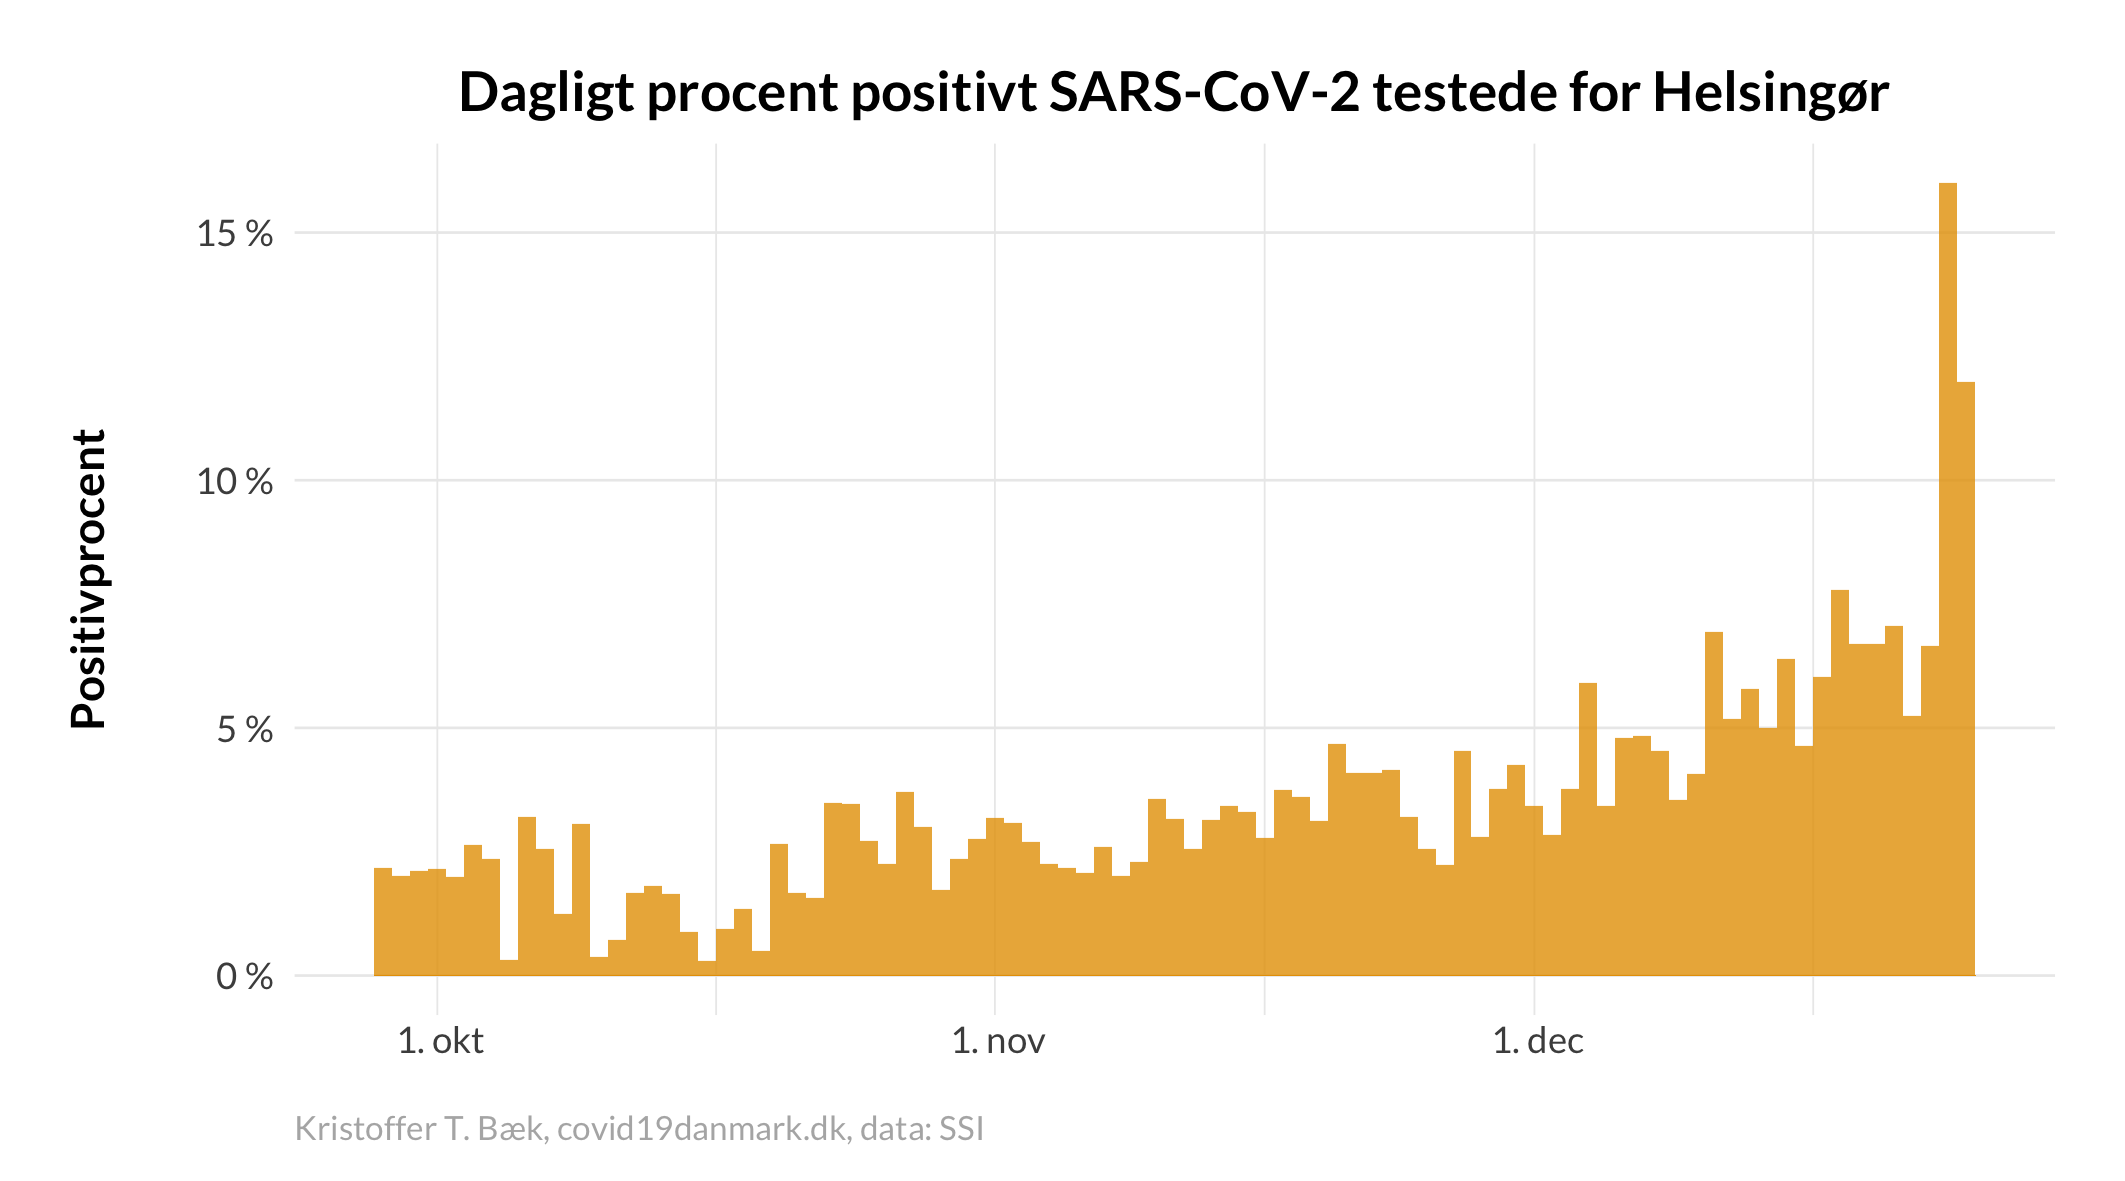 Dagligt procent positivt SARS-CoV-2 testede for Helsingør
Positivprocent
15 %
10 %
5 %
0 %
1. okt
1. nov
1. dec
Kristoffer T. Bæk, covid19danmark.dk, data: SSI